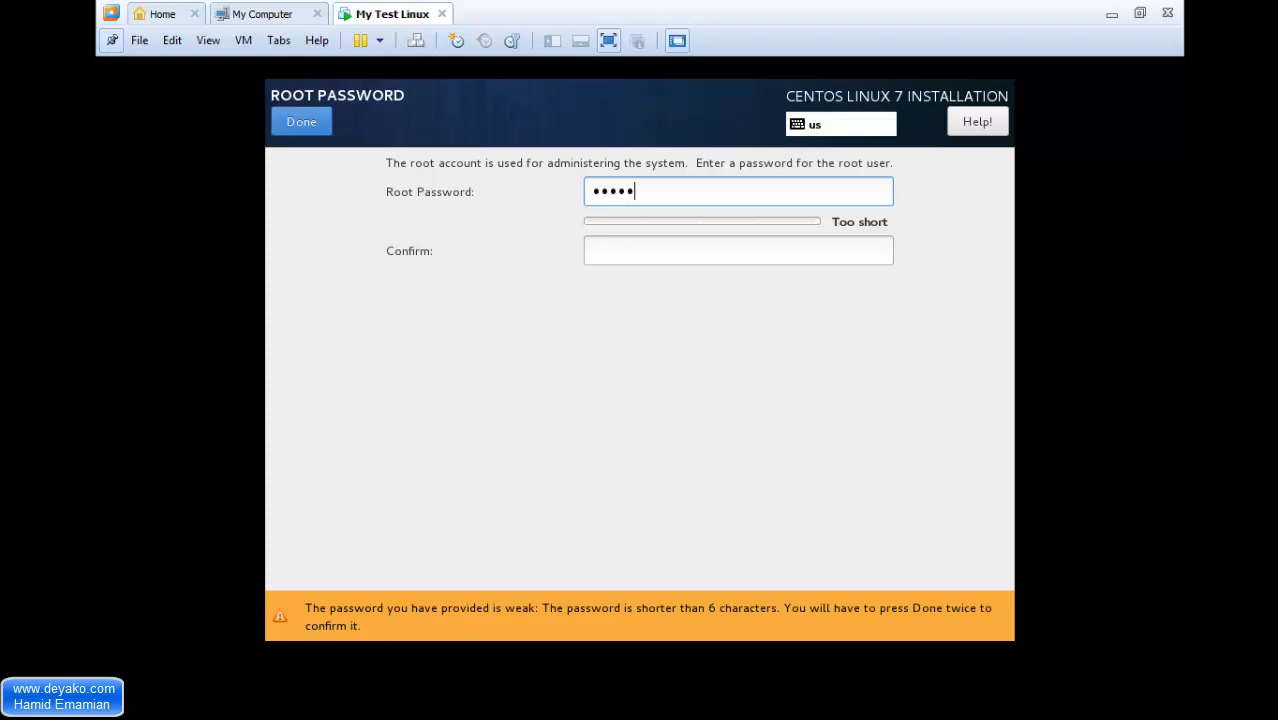 Home
My Computer
My Test Linux
File Edit View VM Tabs Help
ROOT PASSWORD
CENTOS LINUX 7 INSTALLATION
Done
us
Help!
The root account is used for administering the system. Enter a password for the root user.
Root Password:
•••••
Too short
Confirm:
The password you have provided is weak: The password is shorter than 6 characters. You will have to press Done twice to
confirm it.
www.deyako.com
Hamid Emamian